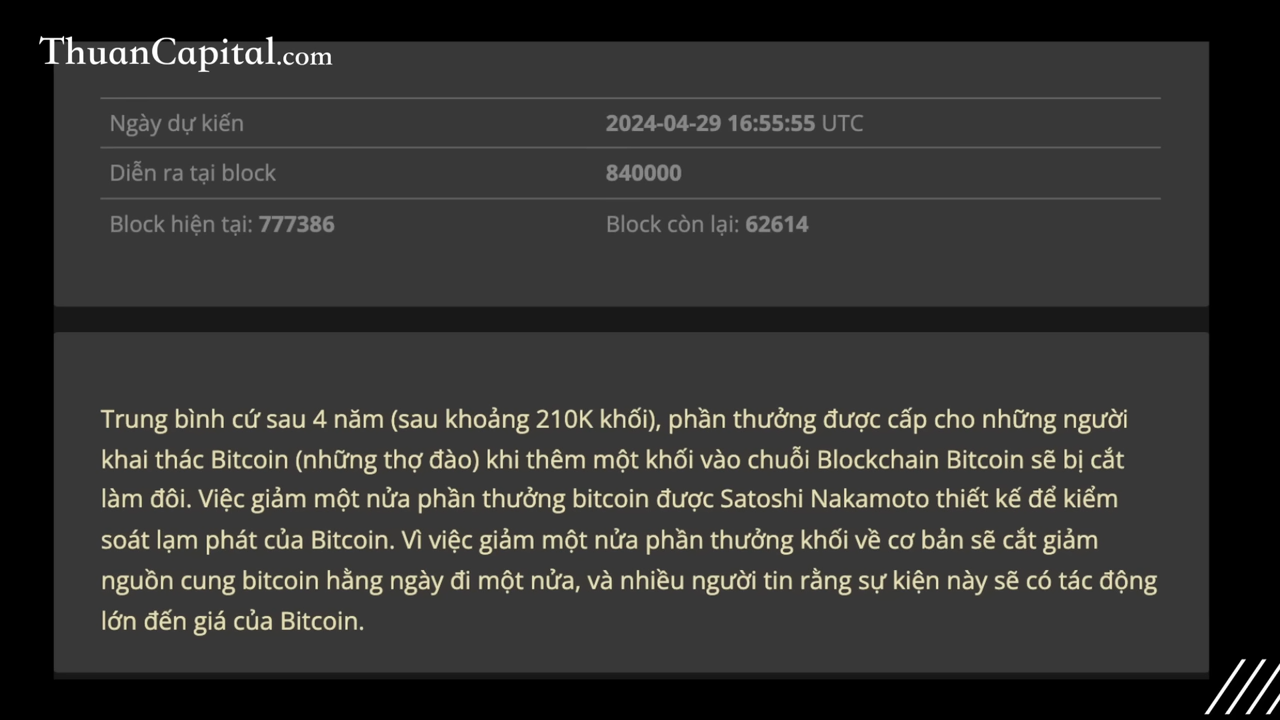 ThuanCapital.com
Ngày dự kiến 2024-04-29 16:55:55 UTC
Diễn ra tại block 840000
Block hiện tại: 777386 Block còn lại: 62614
Trung bình cứ sau 4 năm (sau khoảng 210K khối), phần thưởng được cấp cho những người
khai thác Bitcoin (những thợ đào) khi thêm một khối vào chuỗi Blockchain Bitcoin sẽ bị cắt
làm đôi. Việc giảm một nửa phần thưởng bitcoin được Satoshi Nakamoto thiết kế để kiểm
soát lạm phát của Bitcoin. Vì việc giảm một nửa phần thưởng khối về cơ bản sẽ cắt giảm
nguồn cung bitcoin hằng ngày đi một nửa, và nhiều người tin rằng sự kiện này sẽ có tác động
lớn đến giá của Bitcoin.